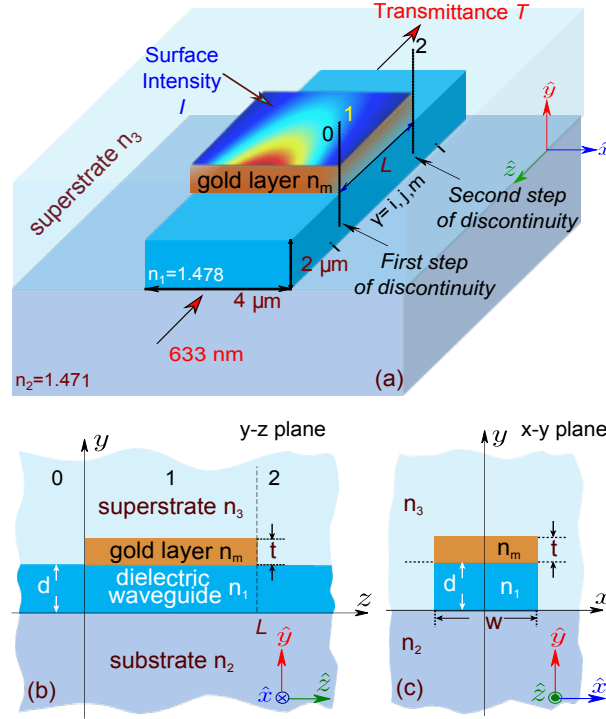 Transmittance T
2
Surface
Intensity
I
0
1
ŷ
x̂
ẑ
superstrate n3
gold layer nm
L
i
γ= i, j, m
i
Second step
of discontinuity
First step
of discontinuity
n1=1.478
2 μm
4 μm
633 nm
n2=1.471
(a)
y
y-z plane
0
1
2
superstrate n3
gold layer nm
t
d
dielectric
waveguide n1
z
L
substrate n2
ŷ
x̂
ẑ
(b)
y
x-y plane
n3
nm
t
d
n1
x
w
n2
ŷ
ẑ
x̂
(c)